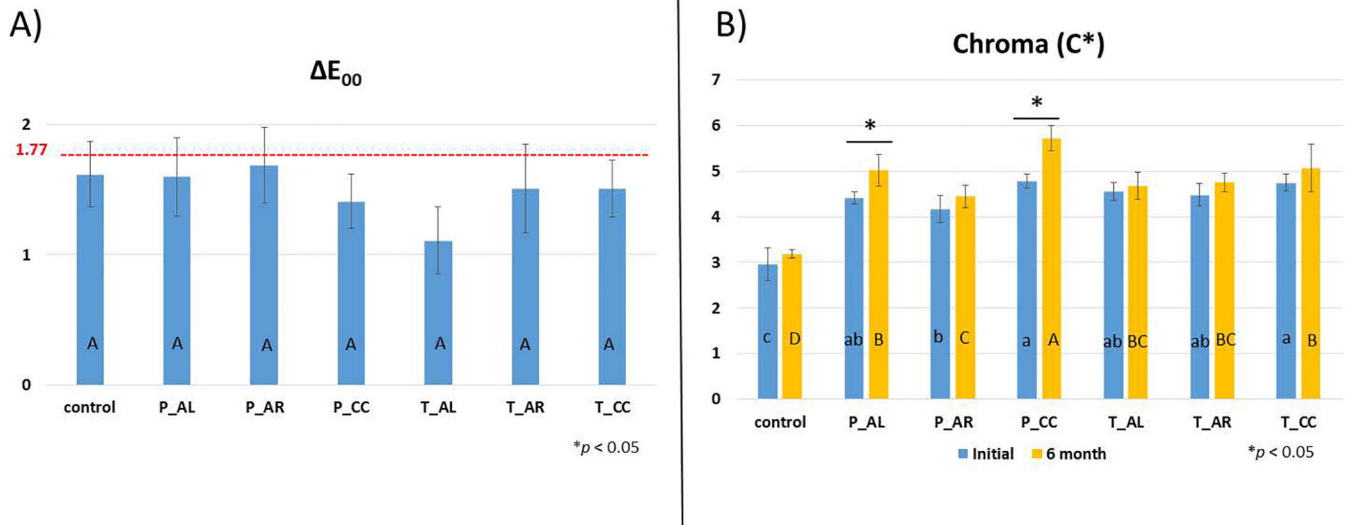 A)
ΔE00
2
1.77
1
0
A A A A A A A
control P_AL P_AR P_CC T_AL T_AR T_CC
*p < 0.05
B)
Chroma (C*)
7
6
5
4
3
2
1
0
* *
c D ab B b C a A ab BC ab BC a B
control P_AL P_AR P_CC T_AL T_AR T_CC
Initial 6 month
*p < 0.05